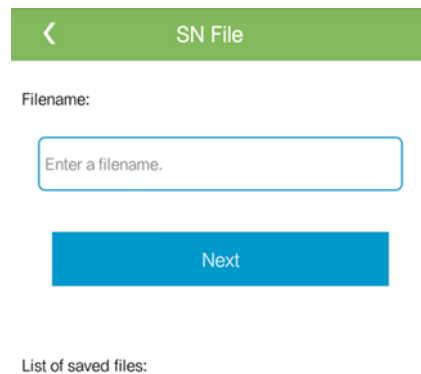 SN File
Filename:
Enter a filename.
Next
List of saved files: